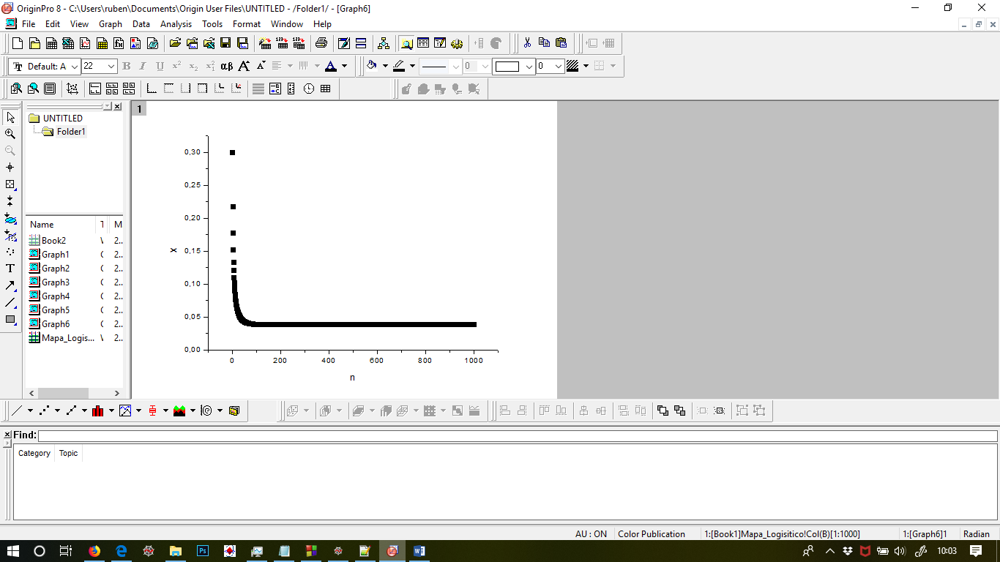 OriginPro 8 - C:\Users\ruben\Documents\Origin User Files\UNTITLED - /Folder1/ - [Graph6]
File Edit View Graph Data Analysis Tools Format Window Help
Default: A 22 B I U x² x₂ αβ A A A 0 0
UNTITLED
Folder1
1
Name M
Book2 2..
Graph1 2..
Graph2 2..
Graph3 2..
Graph4 2..
Graph5 2..
Graph6 2..
Mapa_Logis... 2..
0,30
0,25
0,20
x 0,15
0,10
0,05
0,00
0 200 400 600 800 1000
n
Find:
Category Topic
AU : ON Color Publication 1:[Book1]Mapa_Logisitico!Col(B)[1:1000] 1:[Graph6]1 Radian
10:03